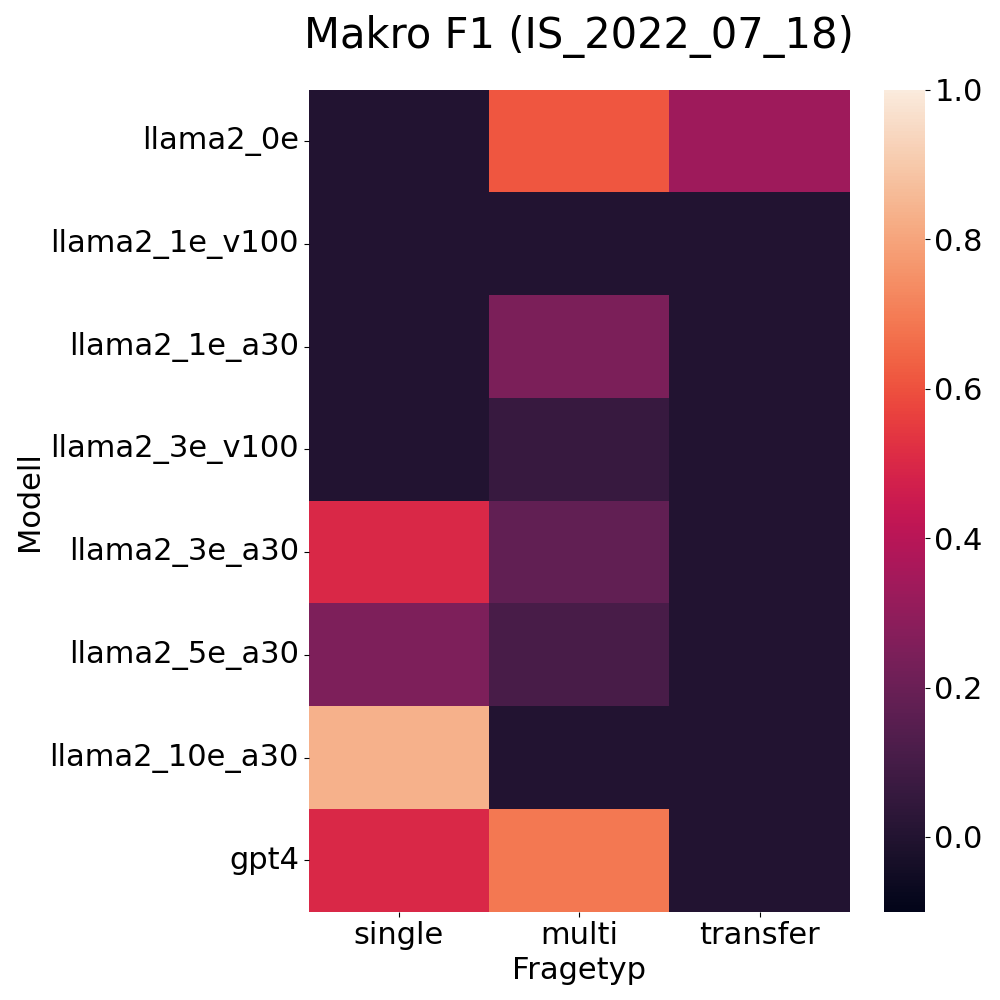 Makro F1 (IS_2022_07_18)
llama2_0e
llama2_1e_v100
llama2_1e_a30
llama2_3e_v100
llama2_3e_a30
llama2_5e_a30
llama2_10e_a30
gpt4
Modell
single multi transfer
Fragetyp
1.0
0.8
0.6
0.4
0.2
0.0